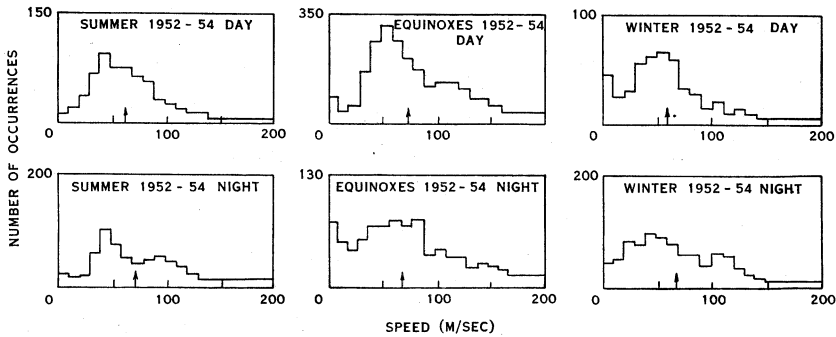 NUMBER OF OCCURRENCES
150
SUMMER 1952 - 54 DAY
0
100
200
350
EQUINOXES 1952 - 54
DAY
0
100
200
100
WINTER 1952 - 54 DAY
0
100
200
200
SUMMER 1952 - 54 NIGHT
0
100
200
130
EQUINOXES 1952 - 54 NIGHT
0
100
200
200
WINTER 1952 - 54 NIGHT
0
100
200
SPEED (M/SEC)